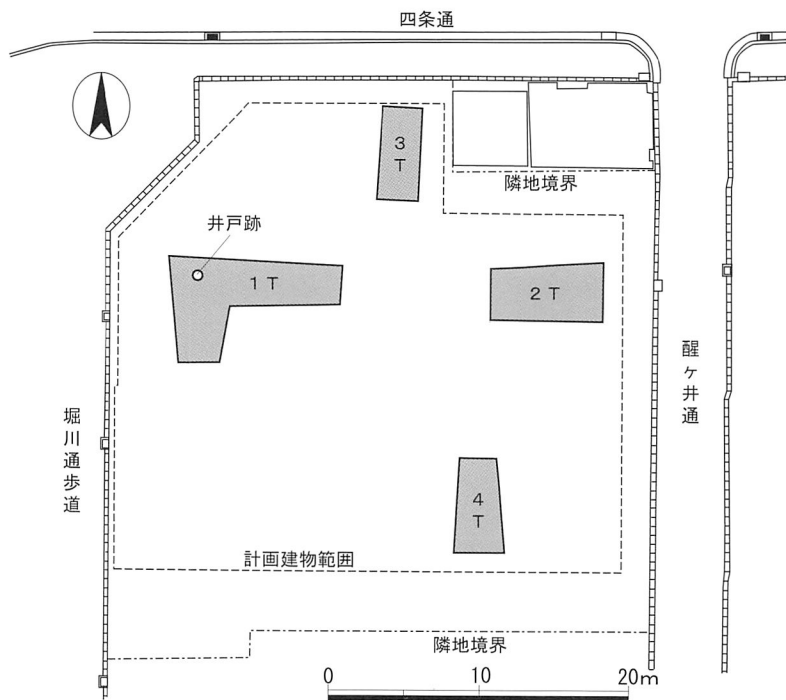 四条通
3
T
隣地境界
井戸跡
1 T
2 T
醒ヶ井通
堀川通歩道
4
T
計画建物範囲
隣地境界
0 10 20m